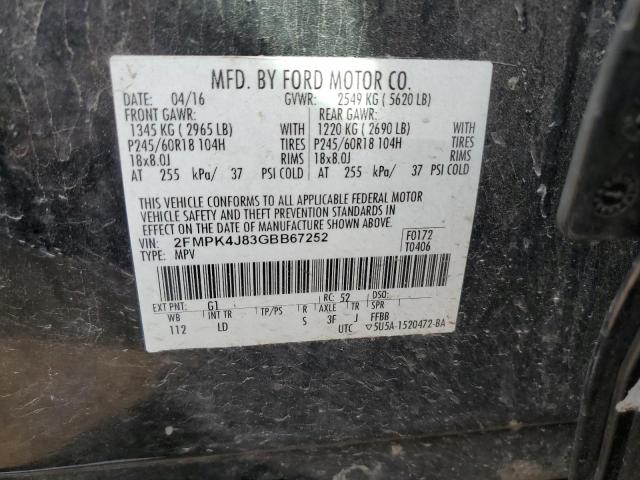 MFD. BY FORD MOTOR CO.
DATE: 04/16 GVWR: 2549 KG ( 5620 LB)
FRONT GAWR: REAR GAWR:
1345 KG ( 2965 LB) WITH 1220 KG ( 2690 LB) WITH
P245/60R18 104H TIRES P245/60R18 104H TIRES
18x8.0J RIMS 18x8.0J RIMS
AT 255 kPa/ 37 PSI COLD AT 255 kPa/ 37 PSI COLD
THIS VEHICLE CONFORMS TO ALL APPLICABLE FEDERAL MOTOR
VEHICLE SAFETY AND THEFT PREVENTION STANDARDS IN
EFFECT ON THE DATE OF MANUFACTURE SHOWN ABOVE.
VIN: 2FMPK4J83GBB67252 F0172
TYPE: MPV T0406
EXT PNT: G1 RC: 52 DSO:
WB INT TR TP/PS R AXLE TR SPR
112 LD S 3F J FFBB
UTC ▽5U5A-1520472-BA